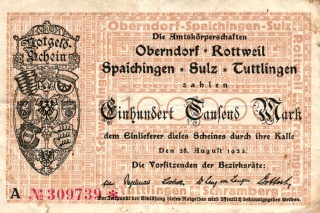 Oberndorf-Spaichingen-Sulz
Notgeld-
Schein
Die Amtskörperschaften
Oberndorf · Rottweil
Spaichingen · Sulz · Tuttlingen
zahlen
Einhundert Tausend Mark
dem Einlieferer dieses Scheines durch ihre Kasse
Den 28. August 1923.
Die Vorsitzenden der Bezirksräte:
A № 309739 *